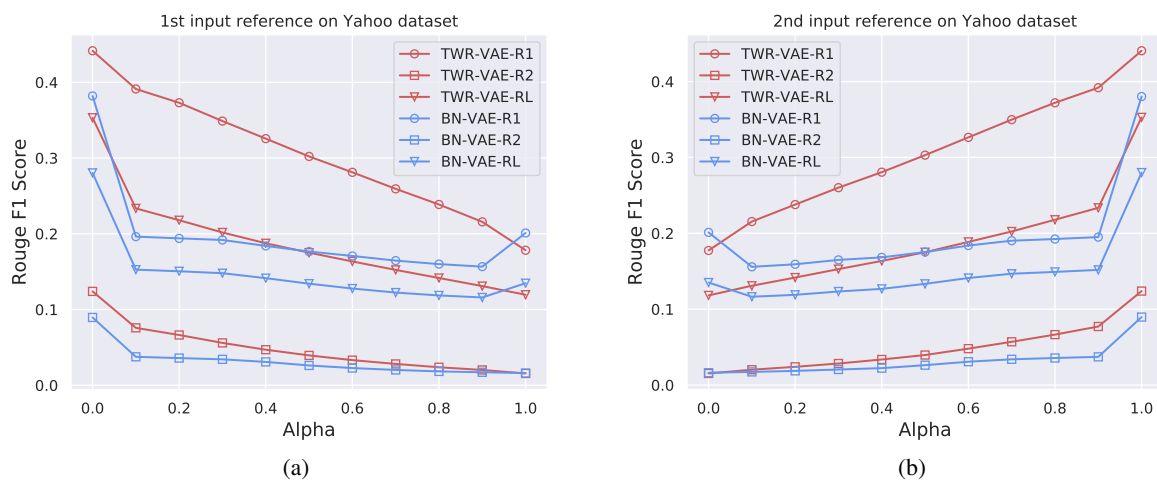 1st input reference on Yahoo dataset
Rouge F1 Score
0.4
0.3
0.2
0.1
0.0
TWR-VAE-R1
TWR-VAE-R2
TWR-VAE-RL
BN-VAE-R1
BN-VAE-R2
BN-VAE-RL
0.0 0.2 0.4 0.6 0.8 1.0
Alpha
(a)
2nd input reference on Yahoo dataset
Rouge F1 Score
0.4
0.3
0.2
0.1
0.0
TWR-VAE-R1
TWR-VAE-R2
TWR-VAE-RL
BN-VAE-R1
BN-VAE-R2
BN-VAE-RL
0.0 0.2 0.4 0.6 0.8 1.0
Alpha
(b)